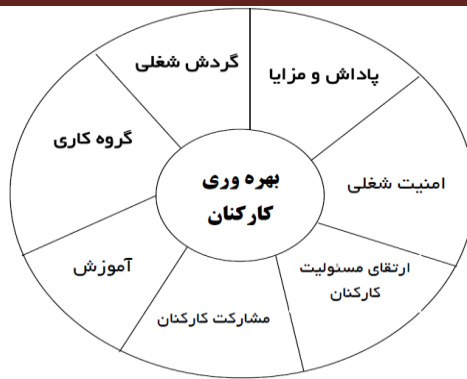 گردش شغلی
پاداش و مزایا
گروه کاری
بهره وری
کارکنان
امنیت شغلی
آموزش
ارتقای مسئولیت
کارکنان
مشارکت کارکنان